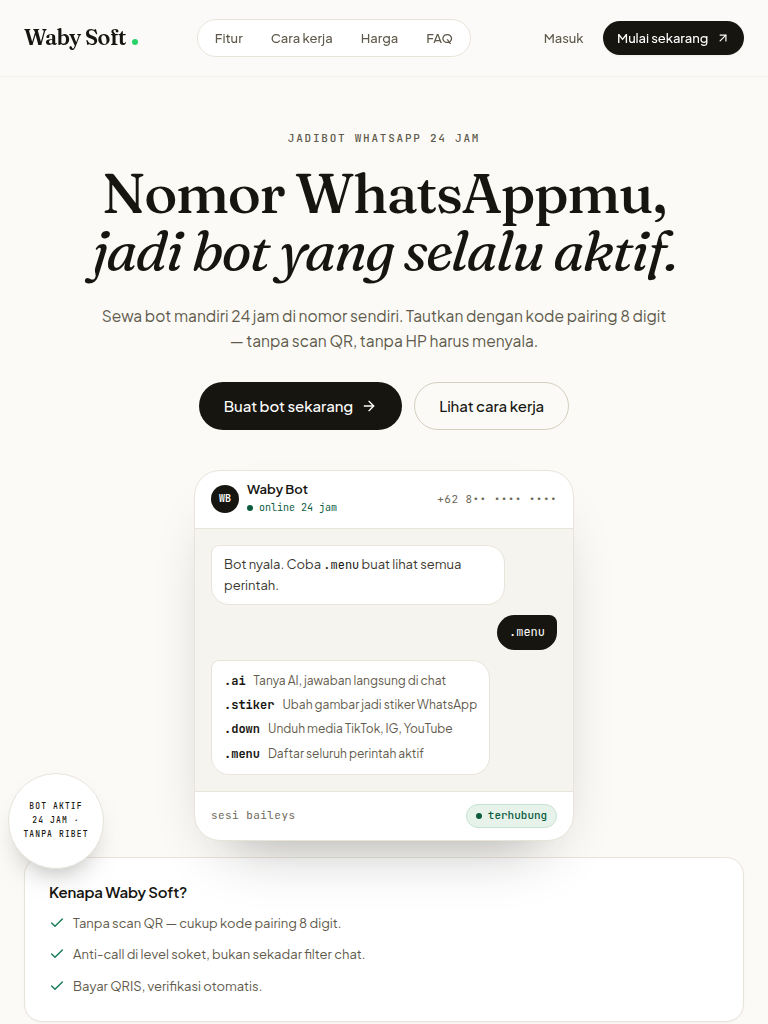 Waby Soft
Fitur
Cara kerja
Harga
FAQ
Masuk
Mulai sekarang
JADIBOT WHATSAPP 24 JAM
Nomor WhatsAppmu,
jadi bot yang selalu aktif.
Sewa bot mandiri 24 jam di nomor sendiri. Tautkan dengan kode pairing 8 digit
— tanpa scan QR, tanpa HP harus menyala.
Buat bot sekarang →
Lihat cara kerja
WB
Waby Bot
online 24 jam
+62 8•• •••• ••••
Bot nyala. Coba .menu buat lihat semua
perintah.
.menu
.ai Tanya AI, jawaban langsung di chat
.stiker Ubah gambar jadi stiker WhatsApp
.down Unduh media TikTok, IG, YouTube
.menu Daftar seluruh perintah aktif
sesi baileys
terhubung
BOT AKTIF
24 JAM ·
TANPA RIBET
Kenapa Waby Soft?
Tanpa scan QR — cukup kode pairing 8 digit.
Anti-call di level soket, bukan sekadar filter chat.
Bayar QRIS, verifikasi otomatis.